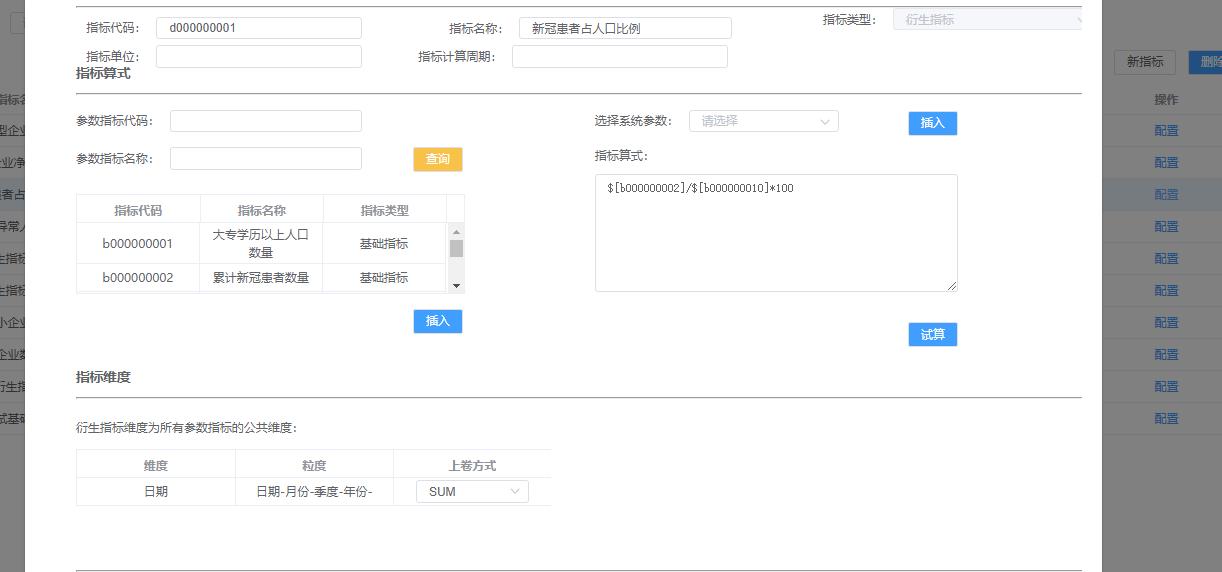 指标代码： d000000001 指标名称： 新冠患者占人口比例 指标类型： 衍生指标
指标单位： 指标计算周期：
指标算式
参数指标代码： 选择系统参数： 请选择 插入
参数指标名称： 查询 指标算式：
$[b000000002]/$[b000000010]*100
指标代码 指标名称 指标类型
b000000001 大专学历以上人口数量 基础指标
b000000002 累计新冠患者数量 基础指标
插入
试算
指标维度
衍生指标维度为所有参数指标的公共维度：
维度 粒度 上卷方式
日期 日期-月份-季度-年份- SUM
新指标 删除
操作
配置
配置
配置
配置
配置
配置
配置
配置
配置
配置